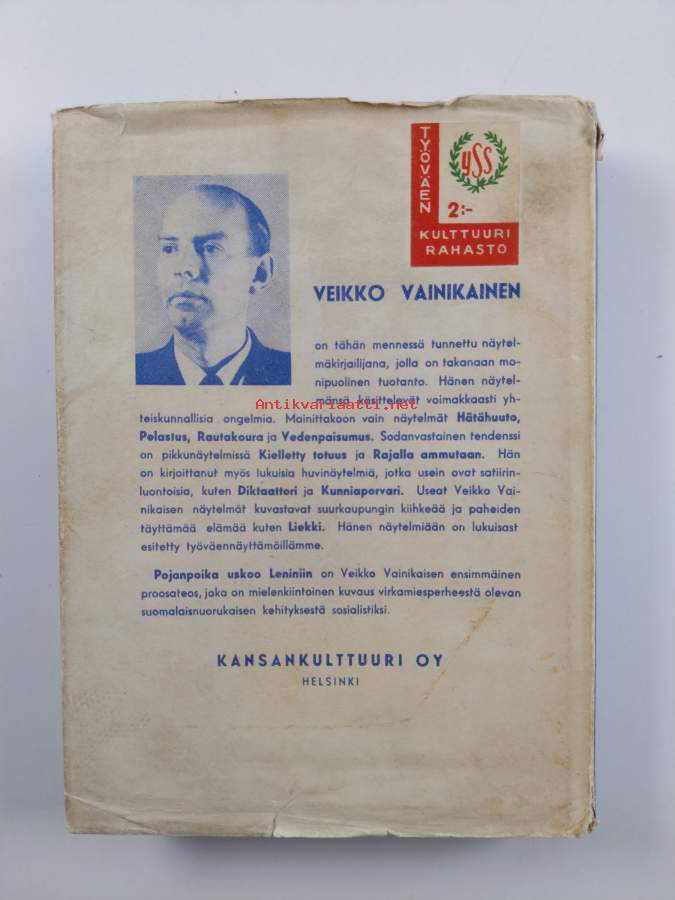 TYÖVÄEN
ySS
2:-
KULTTUURI
RAHASTO
VEIKKO VAINIKAINEN
on tähän mennessä tunnettu näytel-
mäkirjailijana, jolla on takanaan mo-
nipuolinen tuotanto. Hänen näytel-
mänsä käsittelevät voimakkaasti yh-
Antikvariaatti.net
teiskunnallisia ongelmia. Mainittakoon vain näytelmät Hätähuuto,
Pelastus, Rautakoura ja Vedenpaisumus. Sodanvastainen tendenssi
on pikkunäytelmissä Kielletty totuus ja Rajalla ammutaan. Hän
on kirjoittanut myös lukuisia huvinäytelmiä, jotka usein ovat satiirin-
luontoisia, kuten Diktaattori ja Kunniaporvari. Useat Veikko Vai-
nikaisen näytelmät kuvastavat suurkaupungin kiihkeää ja paheiden
täyttämää elämää kuten Liekki. Hänen näytelmiään on lukuisast
esitetty työväennäyttämöillämme.
Pojanpoika uskoo Leniniin on Veikko Vainikaisen ensimmäinen
proosateos, joka on mielenkiintoinen kuvaus virkamiesperheestä olevan
suomalaisnuorukaisen kehityksestä sosialistiksi.
KANSANKULTTUURI OY
HELSINKI